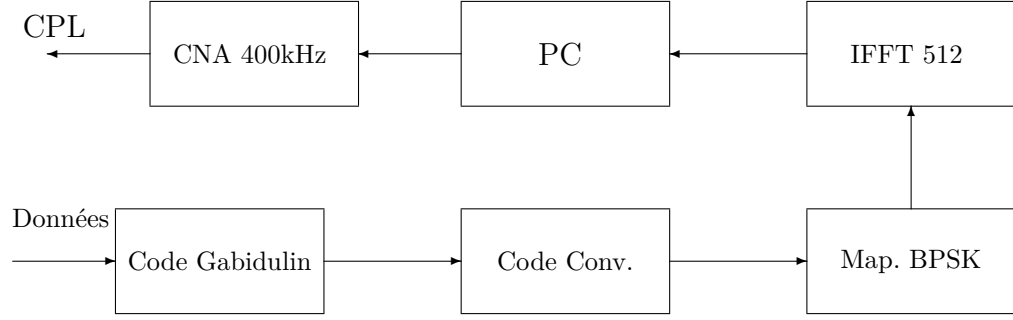 CPL
CNA 400kHz
PC
IFFT 512
Données
Code Gabidulin
Code Conv.
Map. BPSK